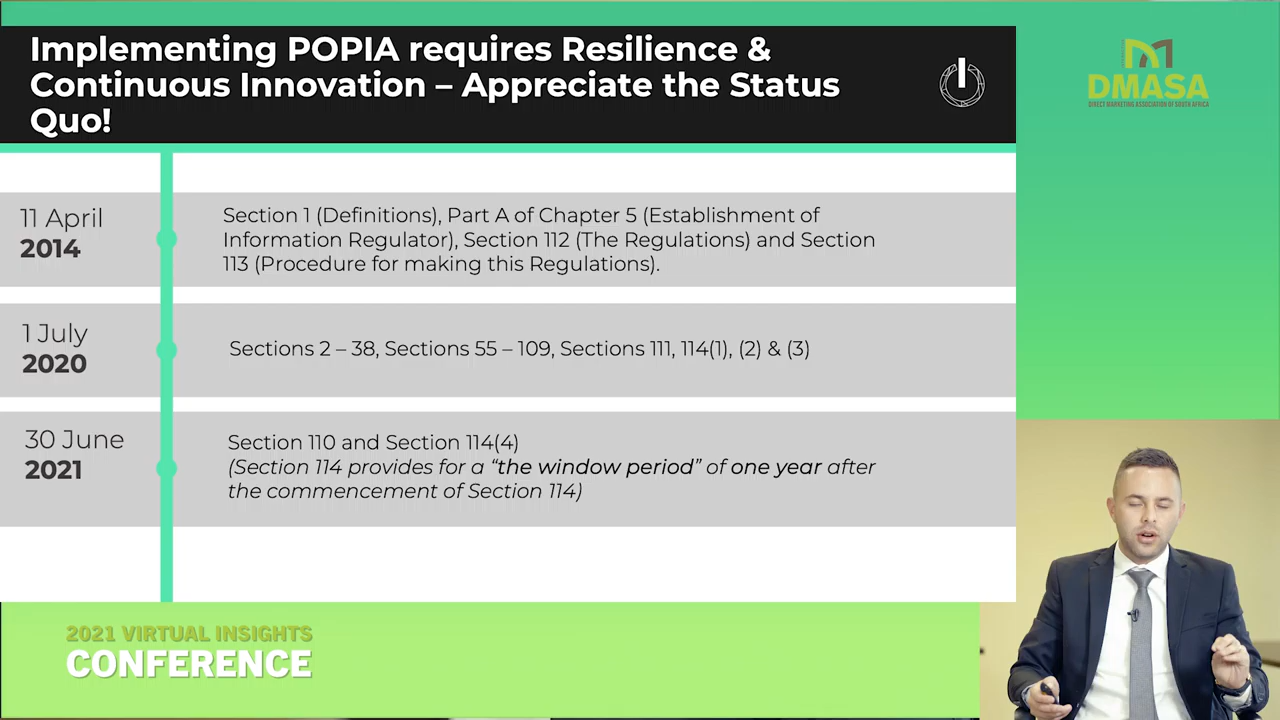 Implementing POPIA requires Resilience &
Continuous Innovation – Appreciate the Status
Quo!
DMASA
DIRECT MARKETING ASSOCIATION OF SOUTH AFRICA
11 April
2014
Section 1 (Definitions), Part A of Chapter 5 (Establishment of
Information Regulator), Section 112 (The Regulations) and Section
113 (Procedure for making this Regulations).
1 July
2020
Sections 2 – 38, Sections 55 – 109, Sections 111, 114(1), (2) & (3)
30 June
2021
Section 110 and Section 114(4)
(Section 114 provides for a “the window period” of one year after
the commencement of Section 114)
2021 VIRTUAL INSIGHTS
CONFERENCE